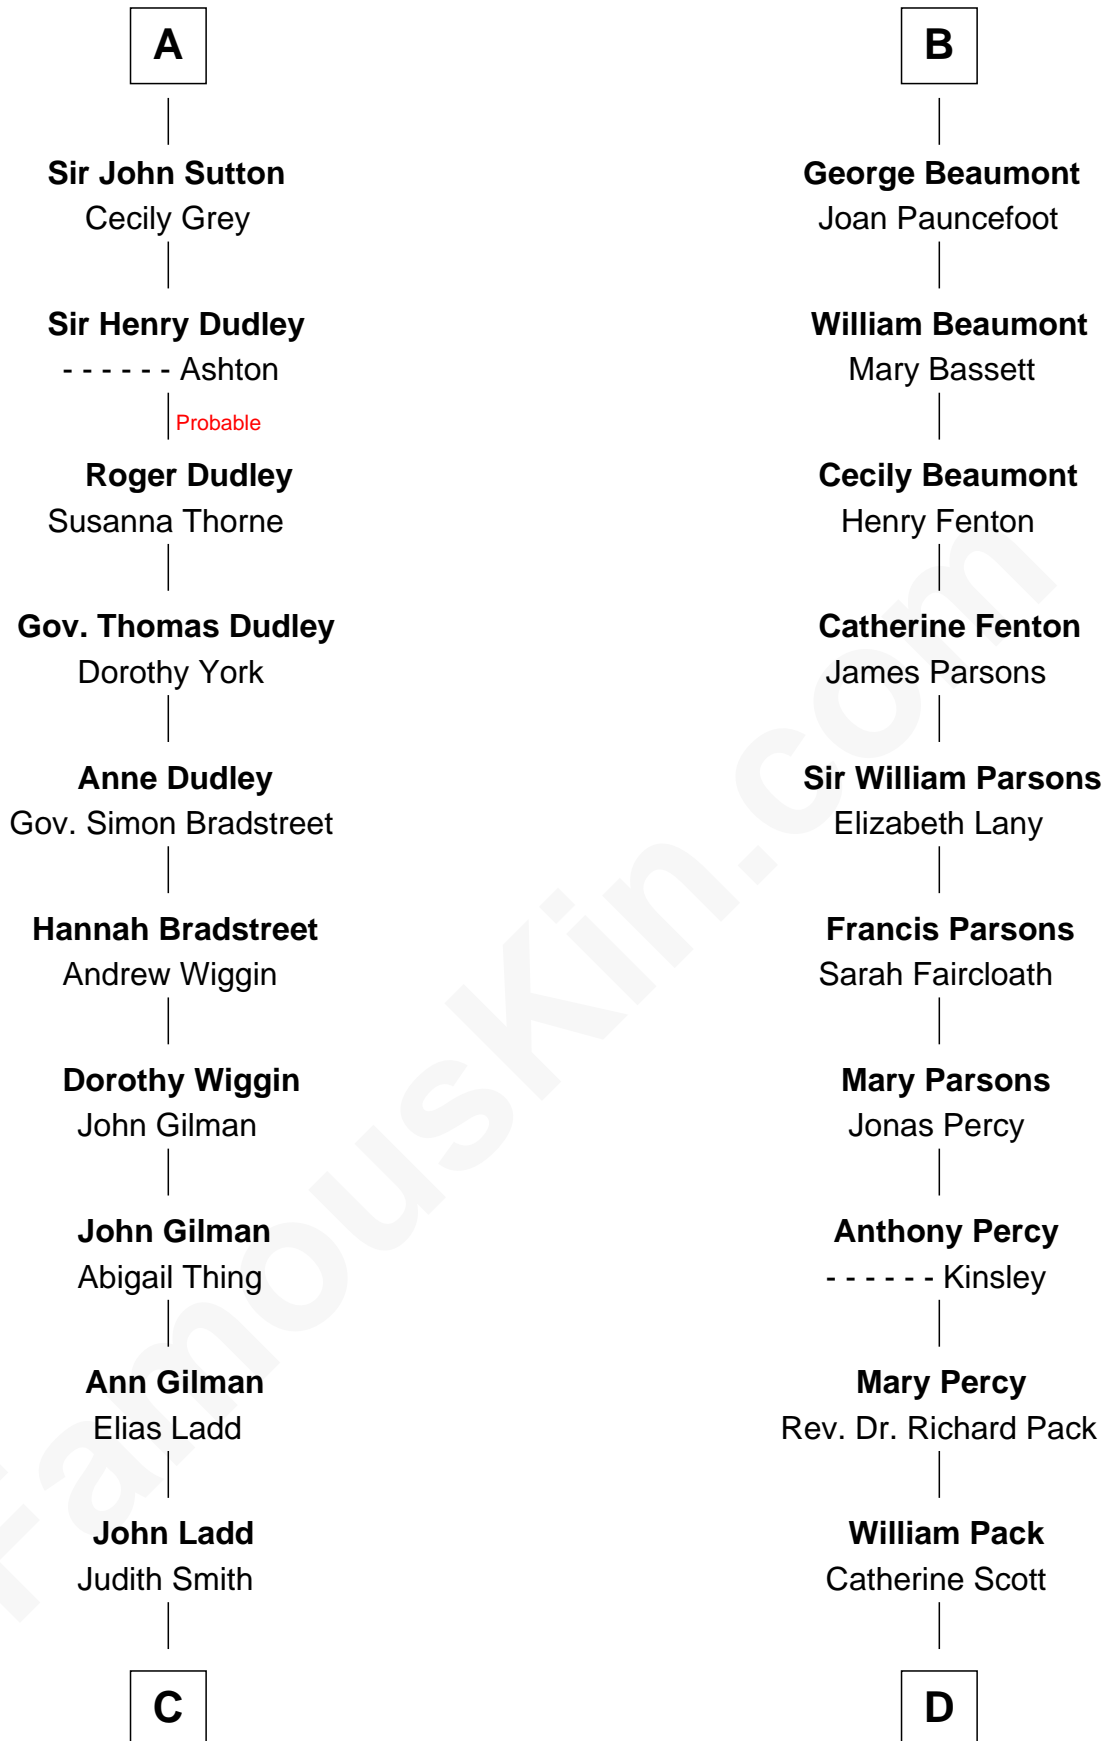 A
Sir John Sutton
Cecily Grey
Sir Henry Dudley
- - - - - - Ashton
Probable
Roger Dudley
Susanna Thorne
Gov. Thomas Dudley
Dorothy York
Anne Dudley
Gov. Simon Bradstreet
Hannah Bradstreet
Andrew Wiggin
Dorothy Wiggin
John Gilman
John Gilman
Abigail Thing
Ann Gilman
Elias Ladd
John Ladd
Judith Smith
C
B
George Beaumont
Joan Pauncefoot
William Beaumont
Mary Bassett
Cecily Beaumont
Henry Fenton
Catherine Fenton
James Parsons
Sir William Parsons
Elizabeth Lany
Francis Parsons
Sarah Faircloath
Mary Parsons
Jonas Percy
Anthony Percy
- - - - - - Kinsley
Mary Percy
Rev. Dr. Richard Pack
William Pack
Catherine Scott
D
FamousKin.com